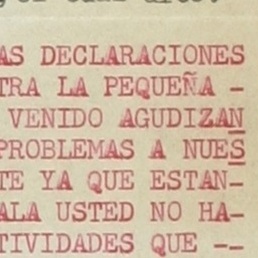 AS DECLARACIONES
TRA LA PEQUEÑA -
VENIDO AGUDIZAN
PROBLEMAS A NUES
TE YA QUE ESTAN-
ALA USTED NO HA-
TIVIDADES QUE --